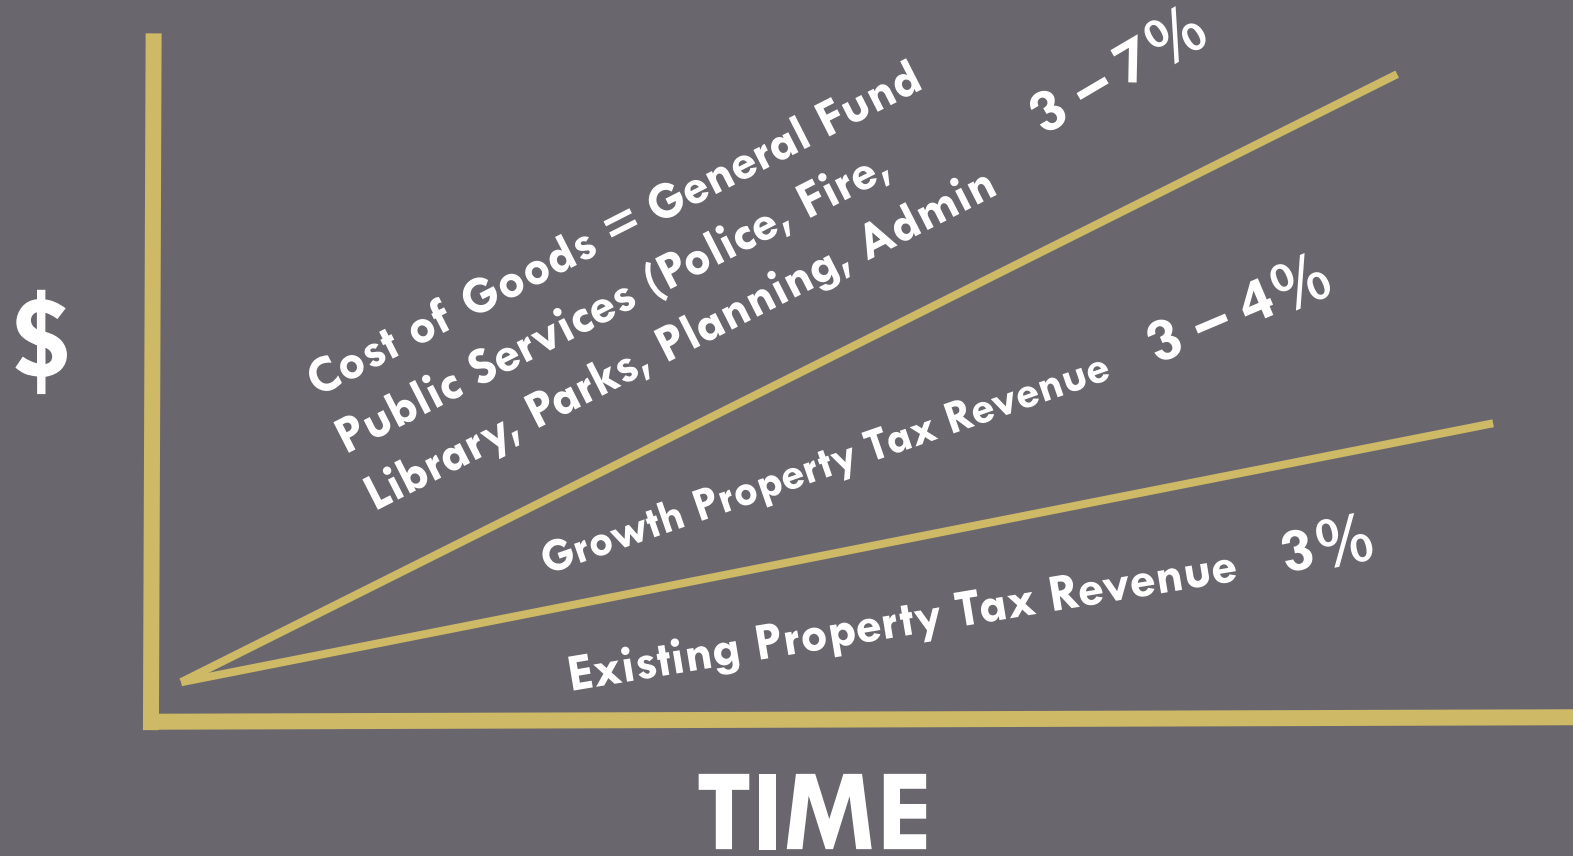 Cost of Goods = General Fund
Public Services (Police, Fire,
Library, Parks, Planning, Admin
3 – 7%
Growth Property Tax Revenue 3 – 4%
Existing Property Tax Revenue 3%
$
TIME